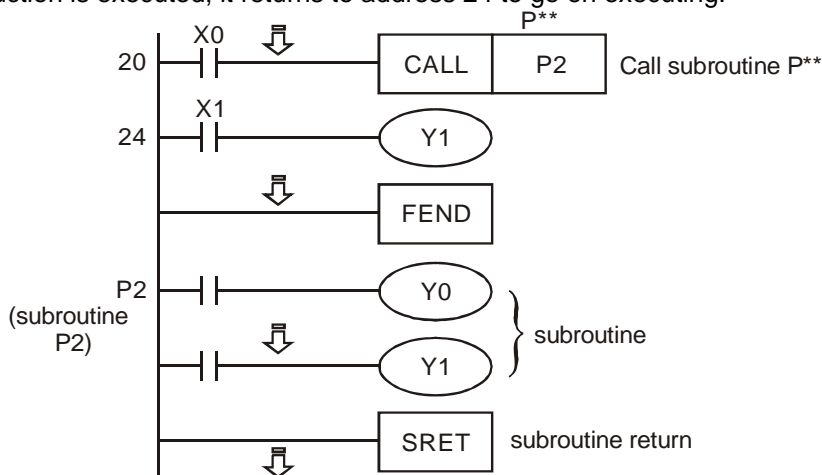 uction is executed, it returns to address 24 to go on executing.
P**
X0
20 CALL P2 Call subroutine P**
X1
24 Y1
FEND
P2 Y0
(subroutine
P2)
subroutine
Y1
SRET subroutine return